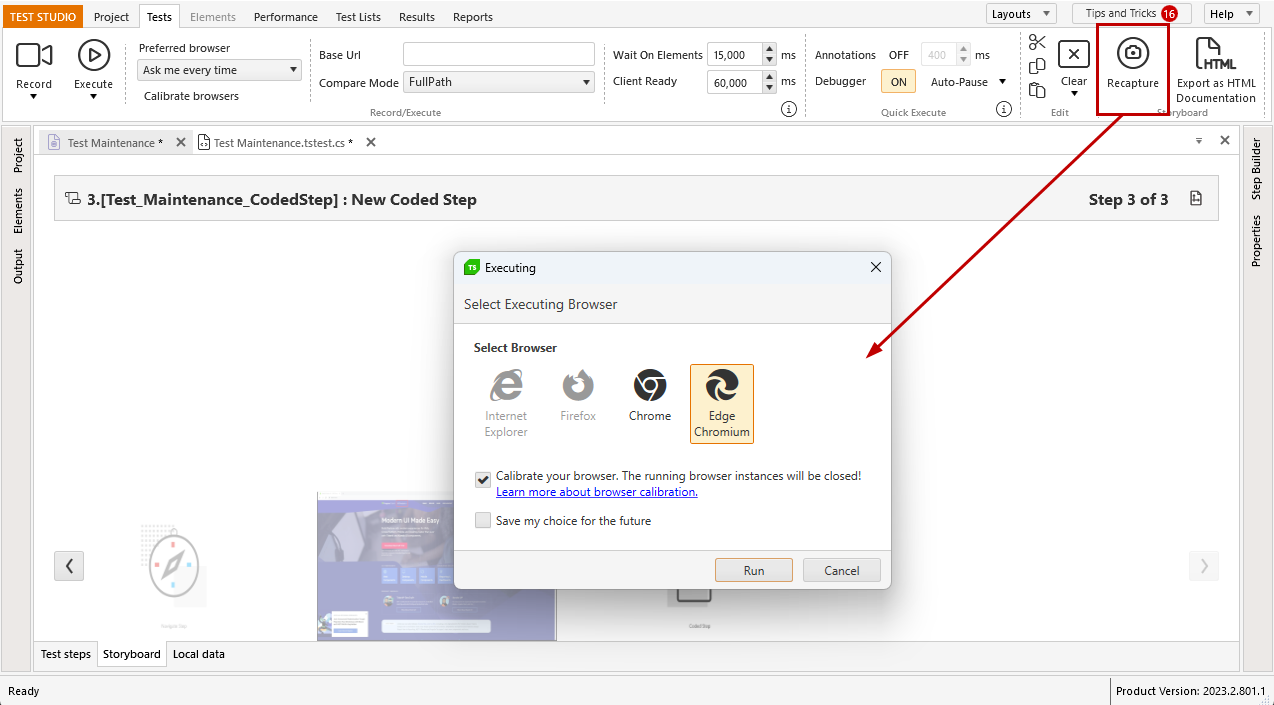 TEST STUDIO Project Tests Elements Performance Test Lists Results Reports Layouts Tips and Tricks 16 Help
Record
Execute
Preferred browser
Ask me every time
Calibrate browsers
Base Url
Compare Mode FullPath
Record/Execute
Wait On Elements 15,000 ms
Client Ready 60,000 ms
Annotations OFF 400 ms
Debugger ON Auto-Pause
Quick Execute
Clear
Edit
Recapture
HTML
Export as HTML
Documentation
Storyboard
Project
Elements
Output
Test Maintenance *
Test Maintenance.tstest.cs *
Step Builder
Properties
3.[Test_Maintenance_CodedStep] : New Coded Step
Step 3 of 3
TS Executing
Select Executing Browser
Select Browser
Internet
Explorer
Firefox
Chrome
Edge
Chromium
Calibrate your browser. The running browser instances will be closed!
Learn more about browser calibration.
Save my choice for the future
Run Cancel
Modern UI Made Easy
Navigate Step
Coded Step
Test steps Storyboard Local data
Ready
Product Version: 2023.2.801.1